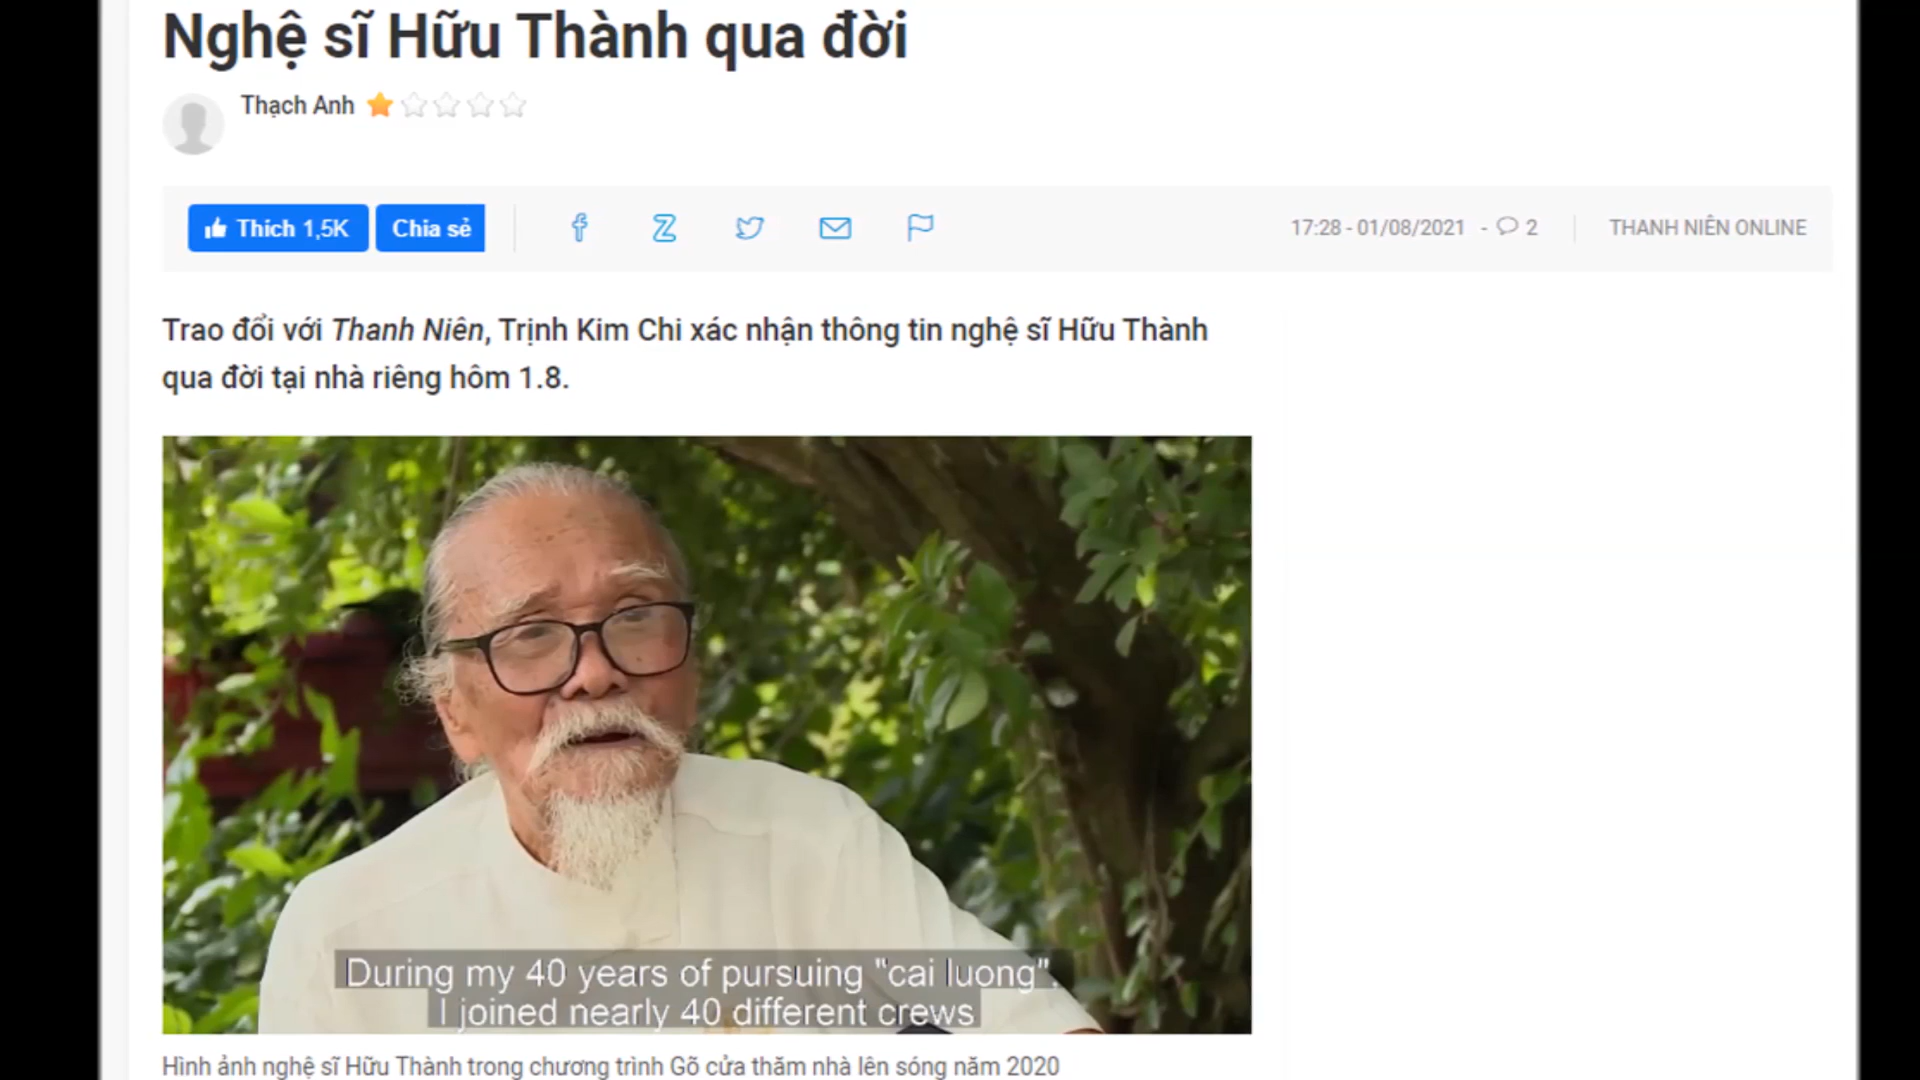 Nghệ sĩ Hữu Thành qua đời
Thạch Anh
Thích 1,5K Chia sẻ 17:28 - 01/08/2021 - 2 THANH NIÊN ONLINE
Trao đổi với Thanh Niên, Trịnh Kim Chi xác nhận thông tin nghệ sĩ Hữu Thành
qua đời tại nhà riêng hôm 1.8.
During my 40 years of pursuing "cai luong".
I joined nearly 40 different crews
Hình ảnh nghệ sĩ Hữu Thành trong chương trình Gõ cửa thăm nhà lên sóng năm 2020